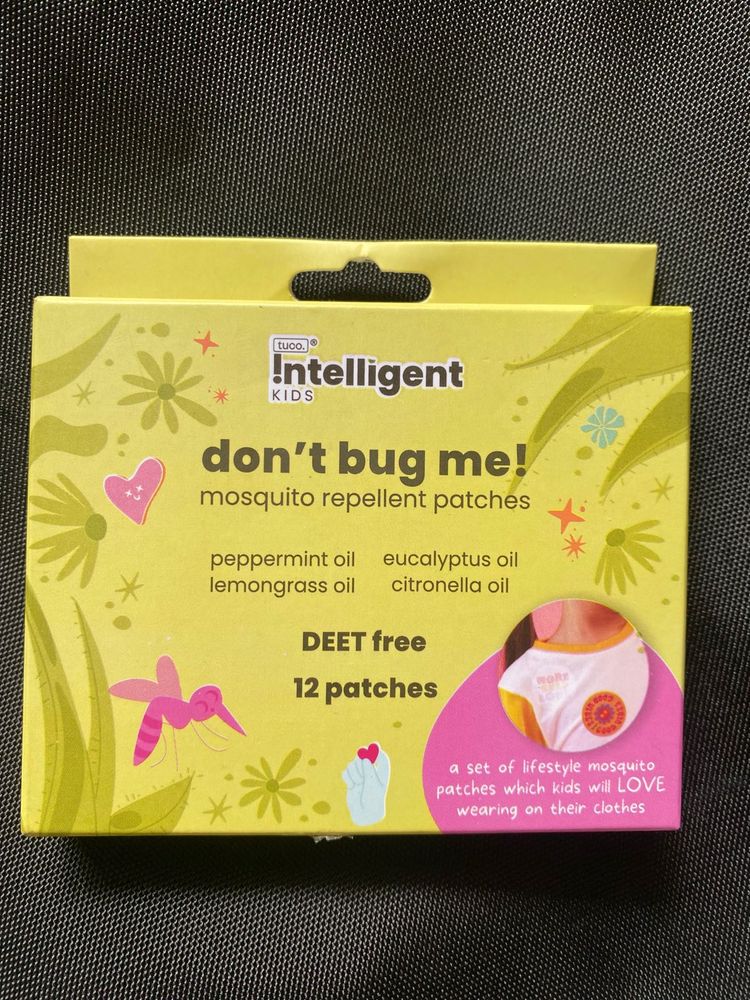 tuco.®
!ntelligent
KIDS
don't bug me!
mosquito repellent patches
peppermint oil eucalyptus oil
lemongrass oil citronella oil
DEET free
12 patches
a set of lifestyle mosquito
patches which kids will LOVE
wearing on their clothes